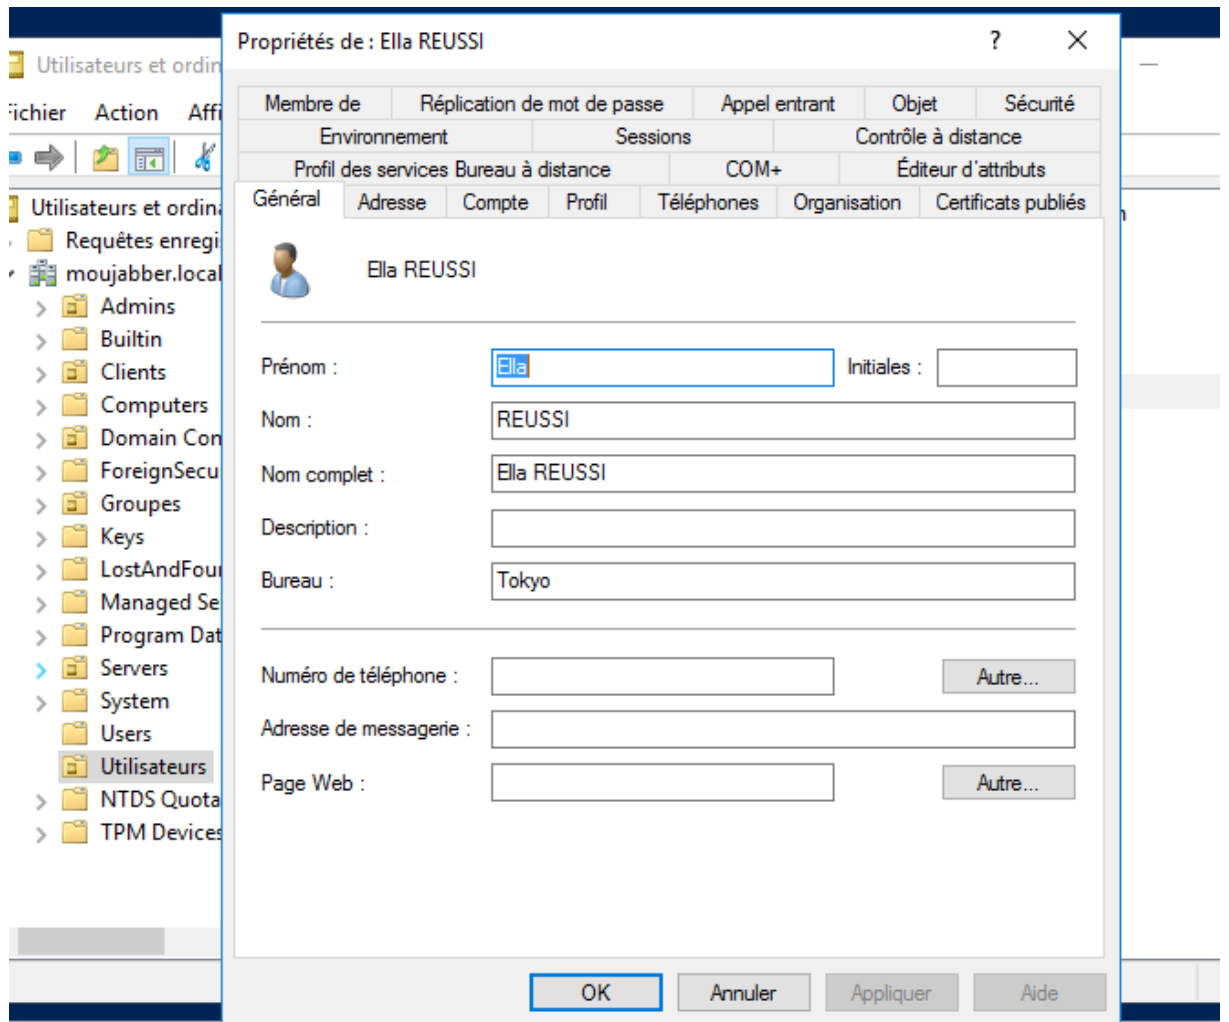 Propriétés de : Ella REUSSI
?
Utilisateurs et ordin
Fichier Action Affi
Membre de Réplication de mot de passe Appel entrant Objet Sécurité
Environnement Sessions Contrôle à distance
Profil des services Bureau à distance COM+ Éditeur d'attributs
Général Adresse Compte Profil Téléphones Organisation Certificats publiés
Utilisateurs et ordina
Requêtes enregi
moujabber.local
Admins
Builtin
Clients
Computers
Domain Con
ForeignSecu
Groupes
Keys
LostAndFou
Managed Se
Program Dat
Servers
System
Users
Utilisateurs
NTDS Quota
TPM Devices
Ella REUSSI
Prénom : Ella Initiales :
Nom : REUSSI
Nom complet : Ella REUSSI
Description :
Bureau : Tokyo
Numéro de téléphone : Autre...
Adresse de messagerie :
Page Web : Autre...
OK Annuler Appliquer Aide